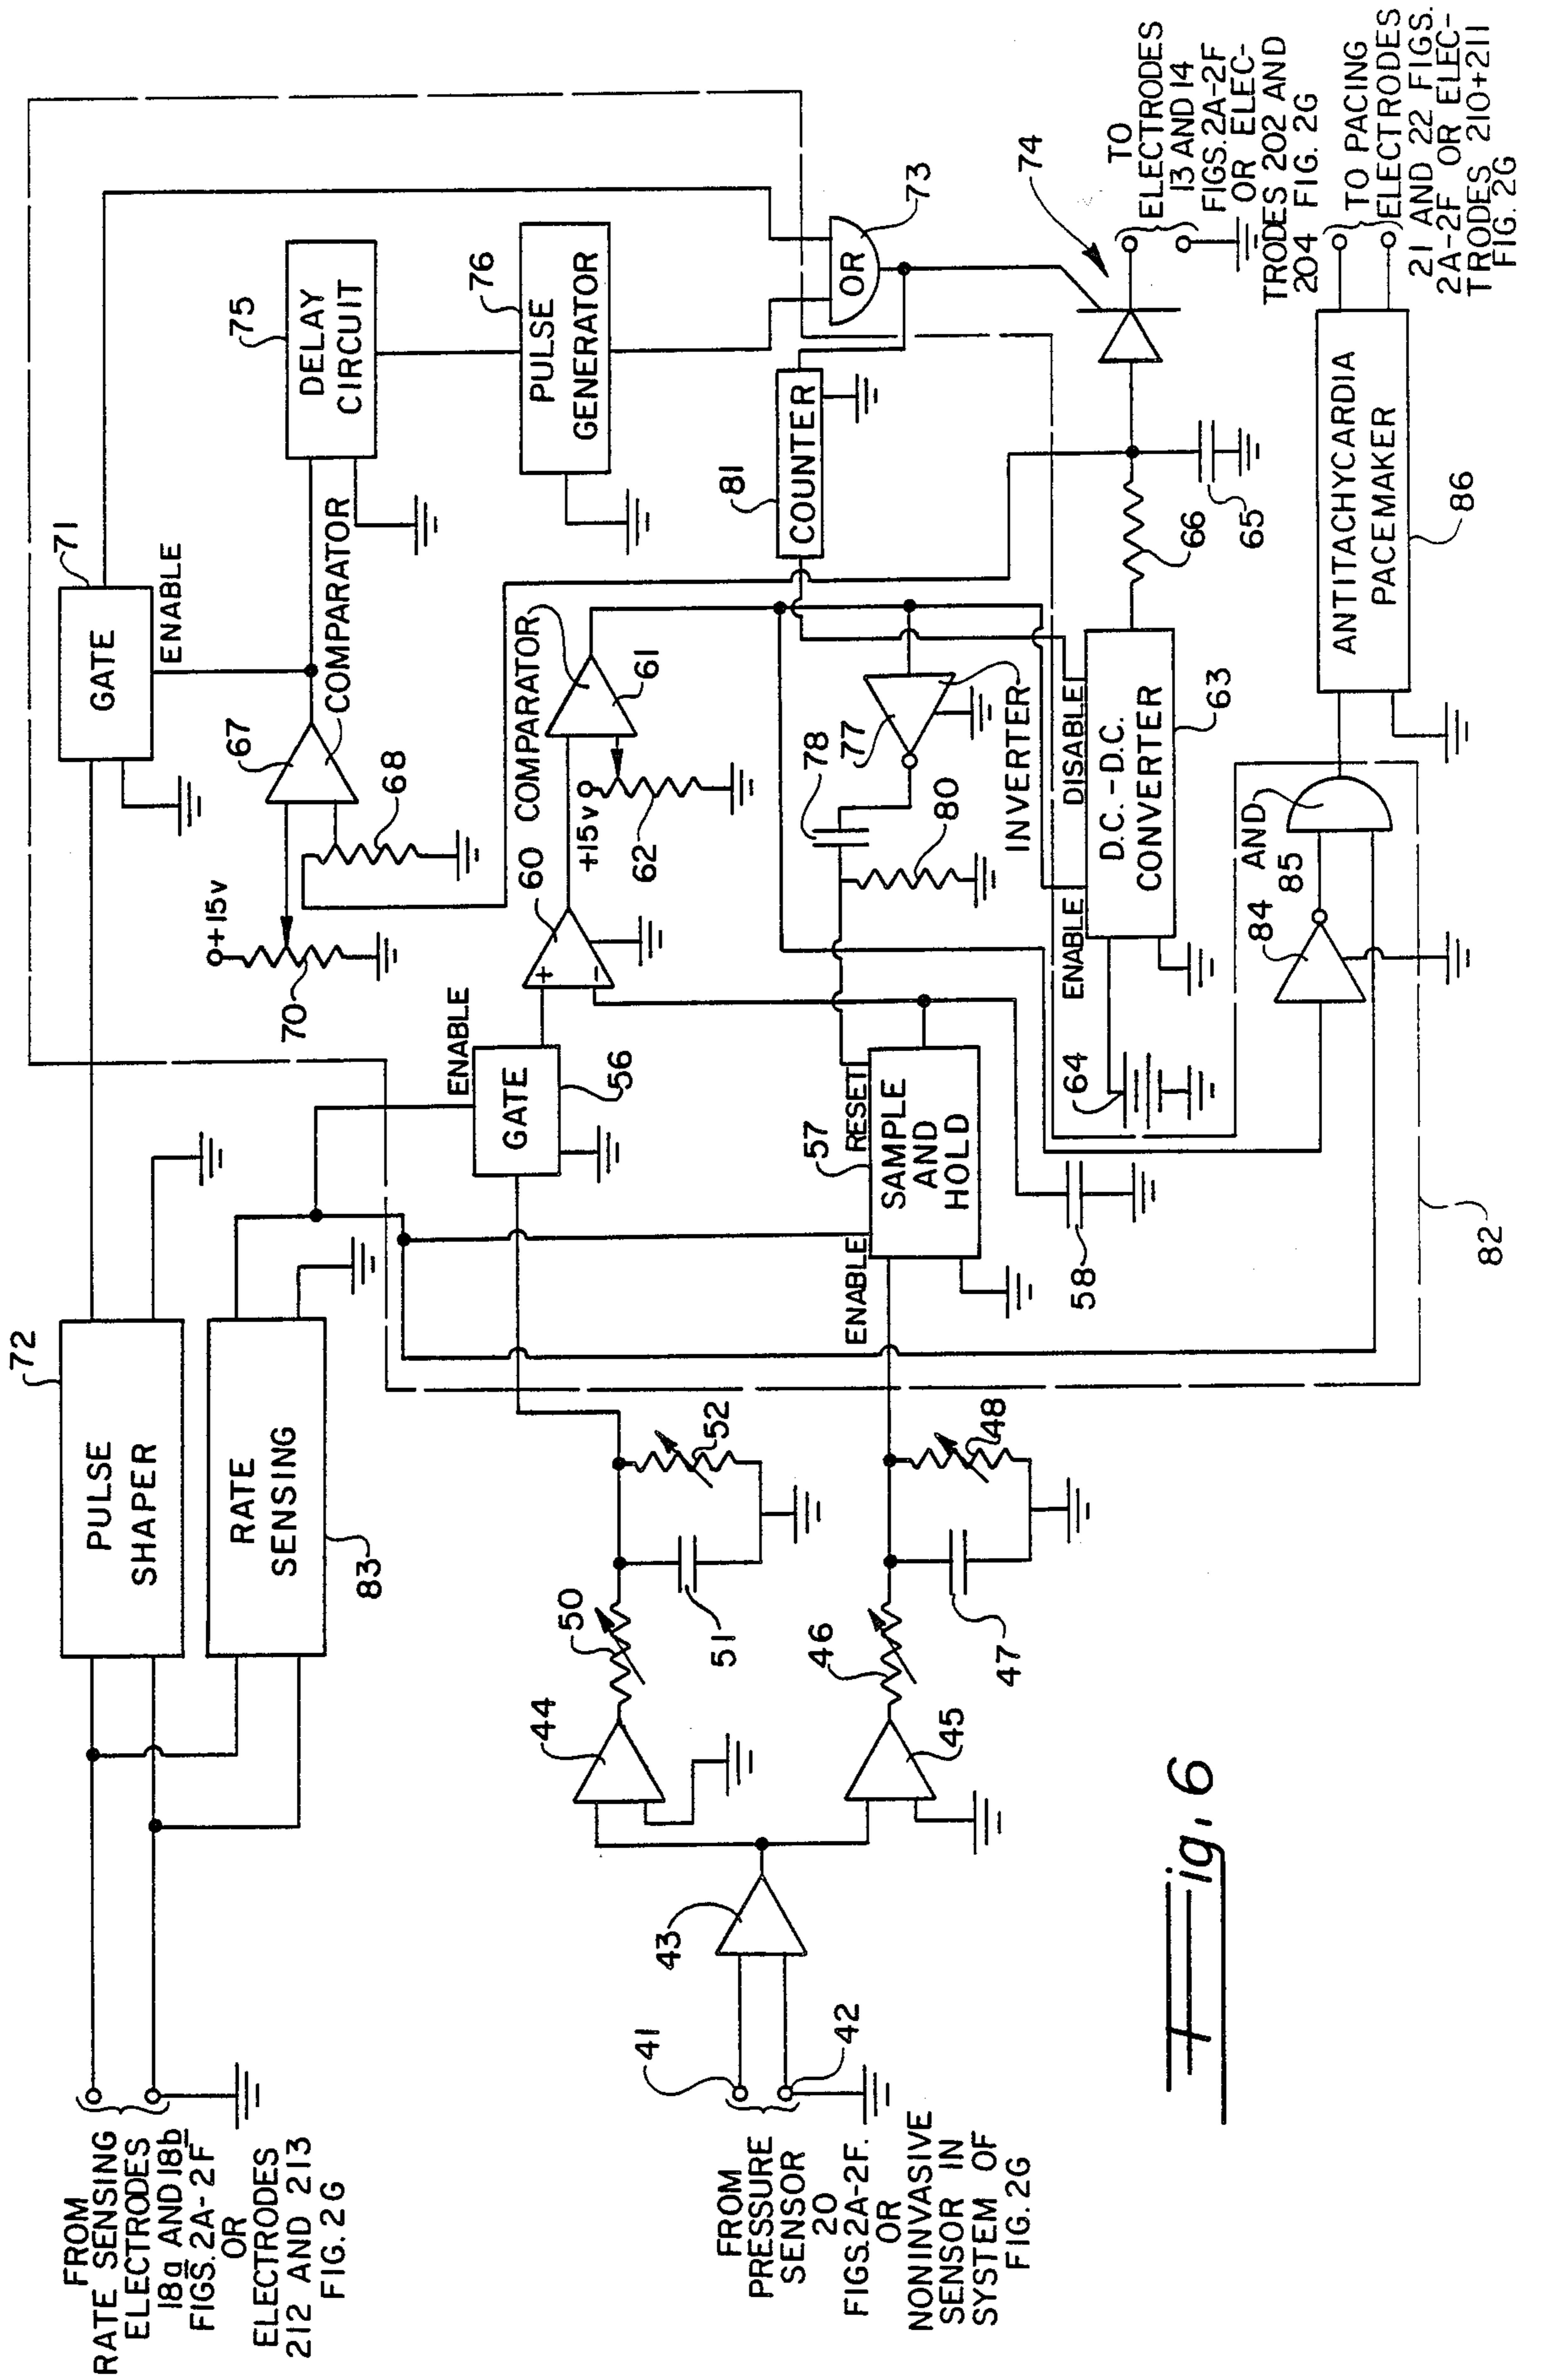 FROM
RATE SENSING
ELECTRODES
18a AND 18b
FIGS. 2A-2F
OR
ELECTRODES
212 AND 213
FIG. 2G
72
PULSE
SHAPER
RATE
SENSING
83
71
GATE
ENABLE
67
COMPARATOR
68
+15v
70
75
DELAY
CIRCUIT
76
PULSE
GENERATOR
OR
73
81
COUNTER
ENABLE
GATE
56
60
COMPARATOR
61
+15v
62
57
RESET
SAMPLE
AND
HOLD
ENABLE
58
78
77
80
INVERTER
DISABLE
ENABLE
D.C.-D.C.
CONVERTER
63
64
66
65
74
TO
ELECTRODES
13 AND 14
FIGS. 2A-2F
OR ELEC-
TRODES 202 AND
204 FIG. 2G
84
AND
85
ANTITACHYCARDIA
PACEMAKER
86
TO PACING
ELECTRODES
21 AND 22 FIGS.
2A-2F OR ELEC-
TRODES 210+211
FIG. 2G
82
FROM
PRESSURE
SENSOR
20
FIGS. 2A-2F.
OR
NONINVASIVE
SENSOR IN
SYSTEM OF
FIG. 2G
41
42
43
44
45
50
51
52
46
47
48
Fig. 6